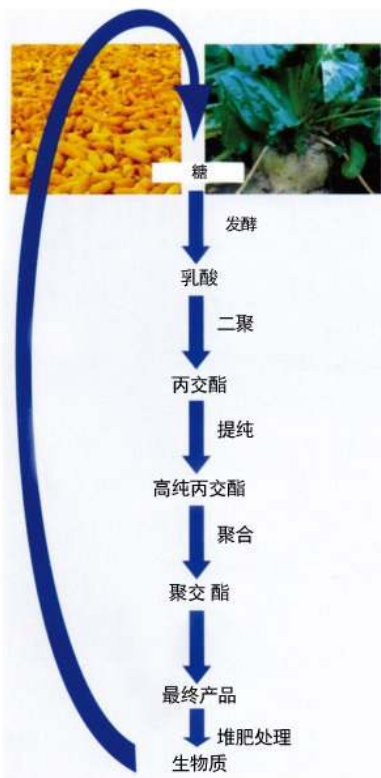 糖
发酵
乳酸
二聚
丙交酯
提纯
高纯丙交酯
聚合
聚交 酯
最终产品
堆肥处理
生物质